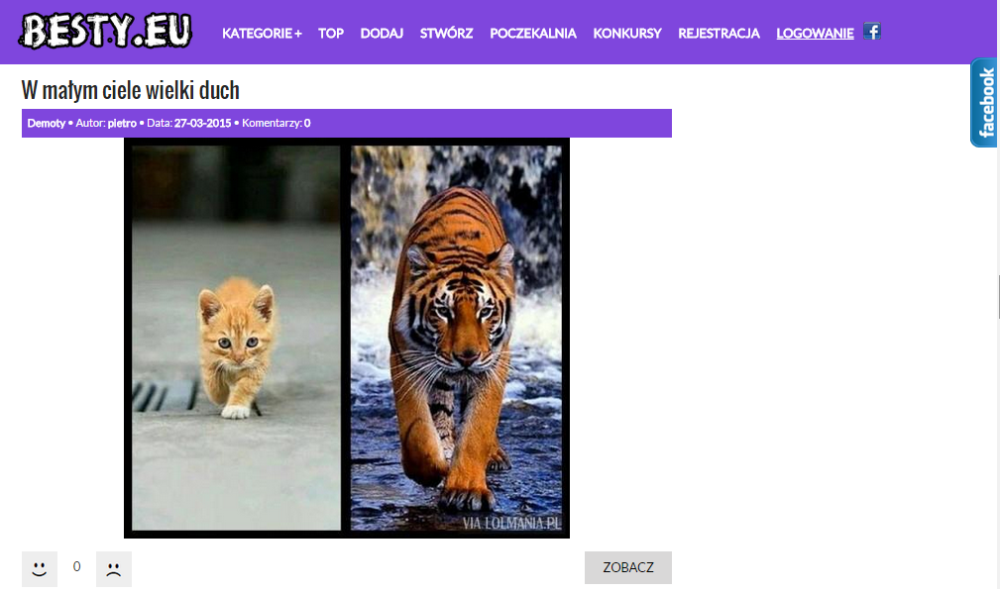 BESTY.EU
KATEGORIE + TOP DODAJ STWÓRZ POCZEKALNIA KONKURSY REJESTRACJA LOGOWANIE f
facebook
W małym ciele wielki duch
Demoty • Autor: pietro • Data: 27-03-2015 • Komentarzy: 0
VIA LOLMANIA.PL
0
ZOBACZ